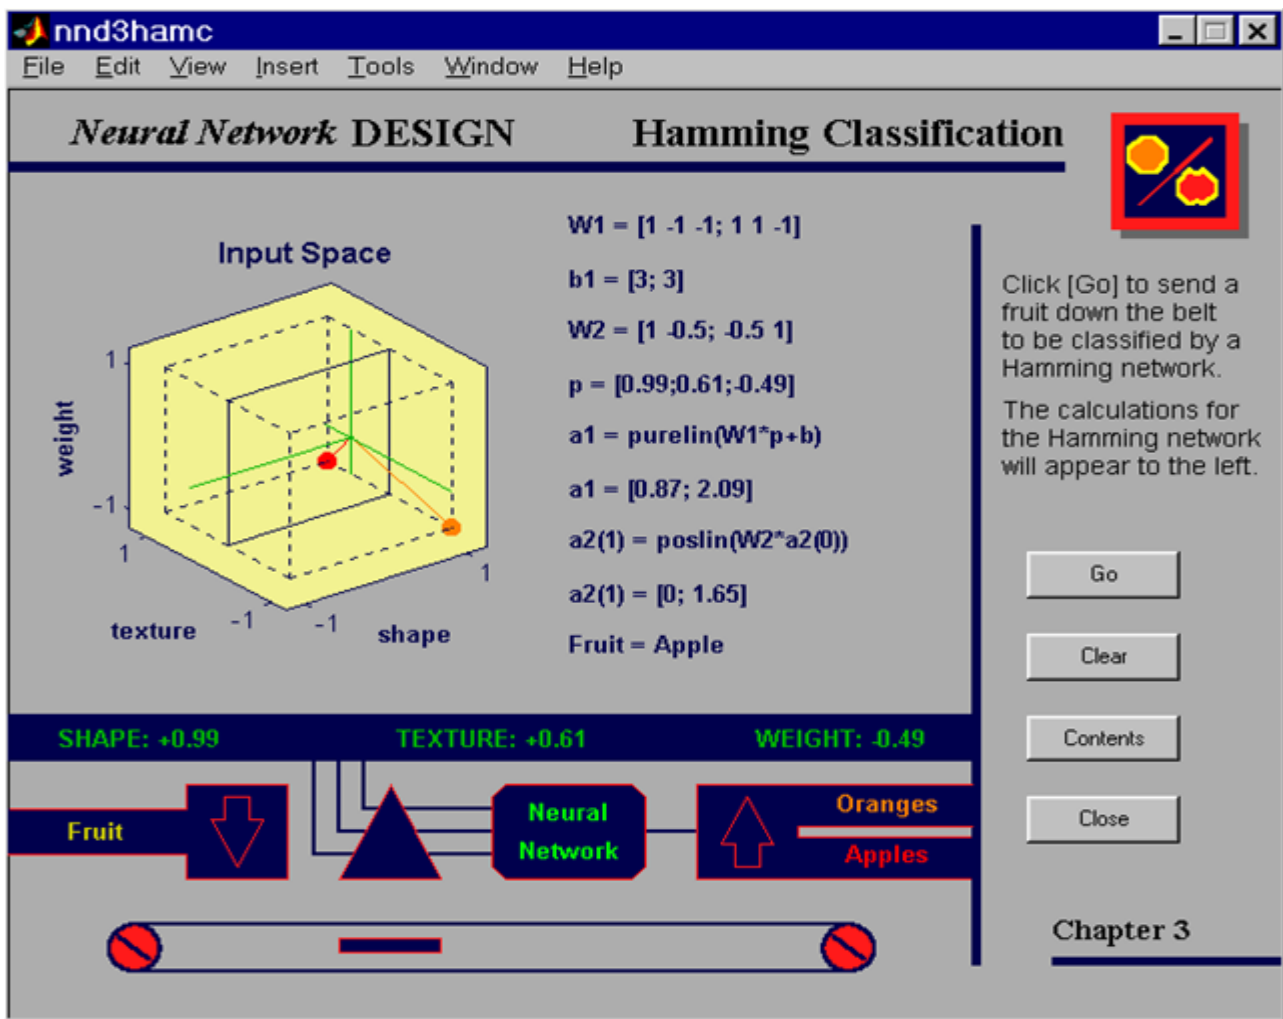 nnd3hamc
File Edit View Insert Tools Window Help
Neural Network DESIGN
Hamming Classification
Input Space
1
weight
-1
1
texture
-1
-1
shape
1
W1 = [1 -1 -1; 1 1 -1]
b1 = [3; 3]
W2 = [1 -0.5; -0.5 1]
p = [0.99;0.61;-0.49]
a1 = purelin(W1*p+b)
a1 = [0.87; 2.09]
a2(1) = poslin(W2*a2(0))
a2(1) = [0; 1.65]
Fruit = Apple
Click [Go] to send a
fruit down the belt
to be classified by a
Hamming network.
The calculations for
the Hamming network
will appear to the left.
Go
Clear
Contents
Close
SHAPE: +0.99
TEXTURE: +0.61
WEIGHT: -0.49
Fruit
Neural
Network
Oranges
Apples
Chapter 3